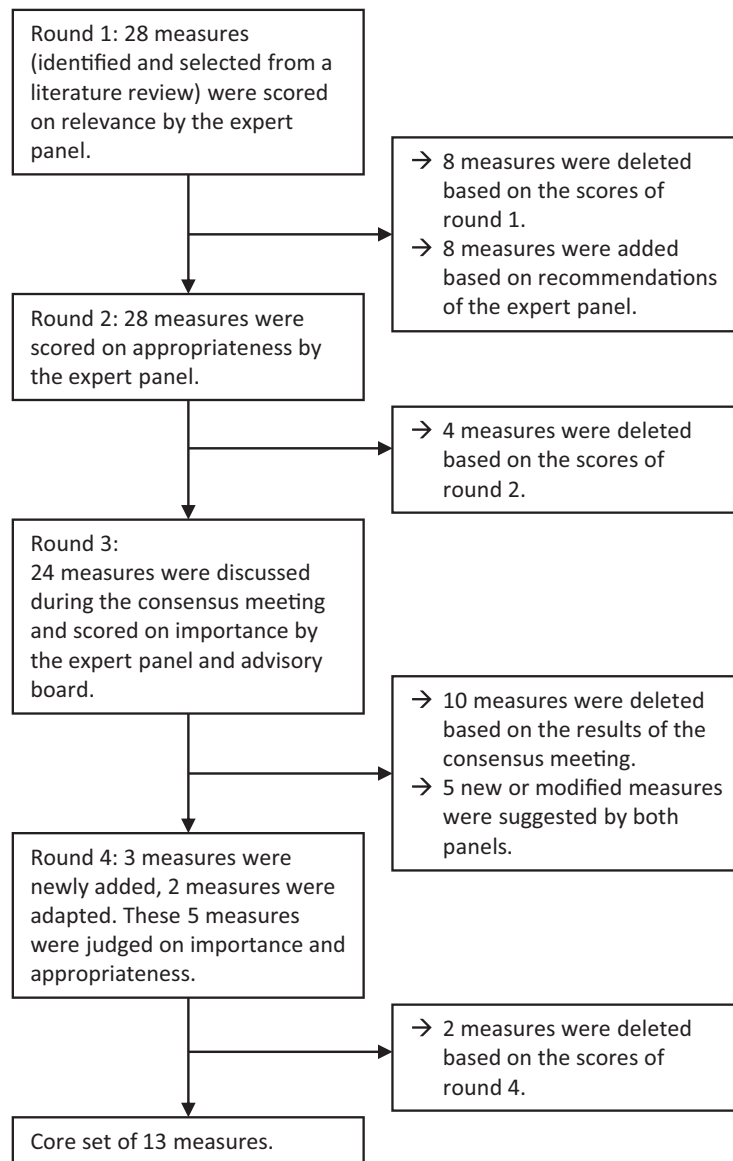 Round 1: 28 measures
(identified and selected from a
literature review) were scored
on relevance by the expert
panel.
→ 8 measures were deleted
based on the scores of
round 1.
→ 8 measures were added
based on recommendations
of the expert panel.
Round 2: 28 measures were
scored on appropriateness by
the expert panel.
→ 4 measures were deleted
based on the scores of
round 2.
Round 3:
24 measures were discussed
during the consensus meeting
and scored on importance by
the expert panel and advisory
board.
→ 10 measures were deleted
based on the results of the
consensus meeting.
→ 5 new or modified measures
were suggested by both
panels.
Round 4: 3 measures were
newly added, 2 measures were
adapted. These 5 measures
were judged on importance and
appropriateness.
→ 2 measures were deleted
based on the scores of
round 4.
Core set of 13 measures.